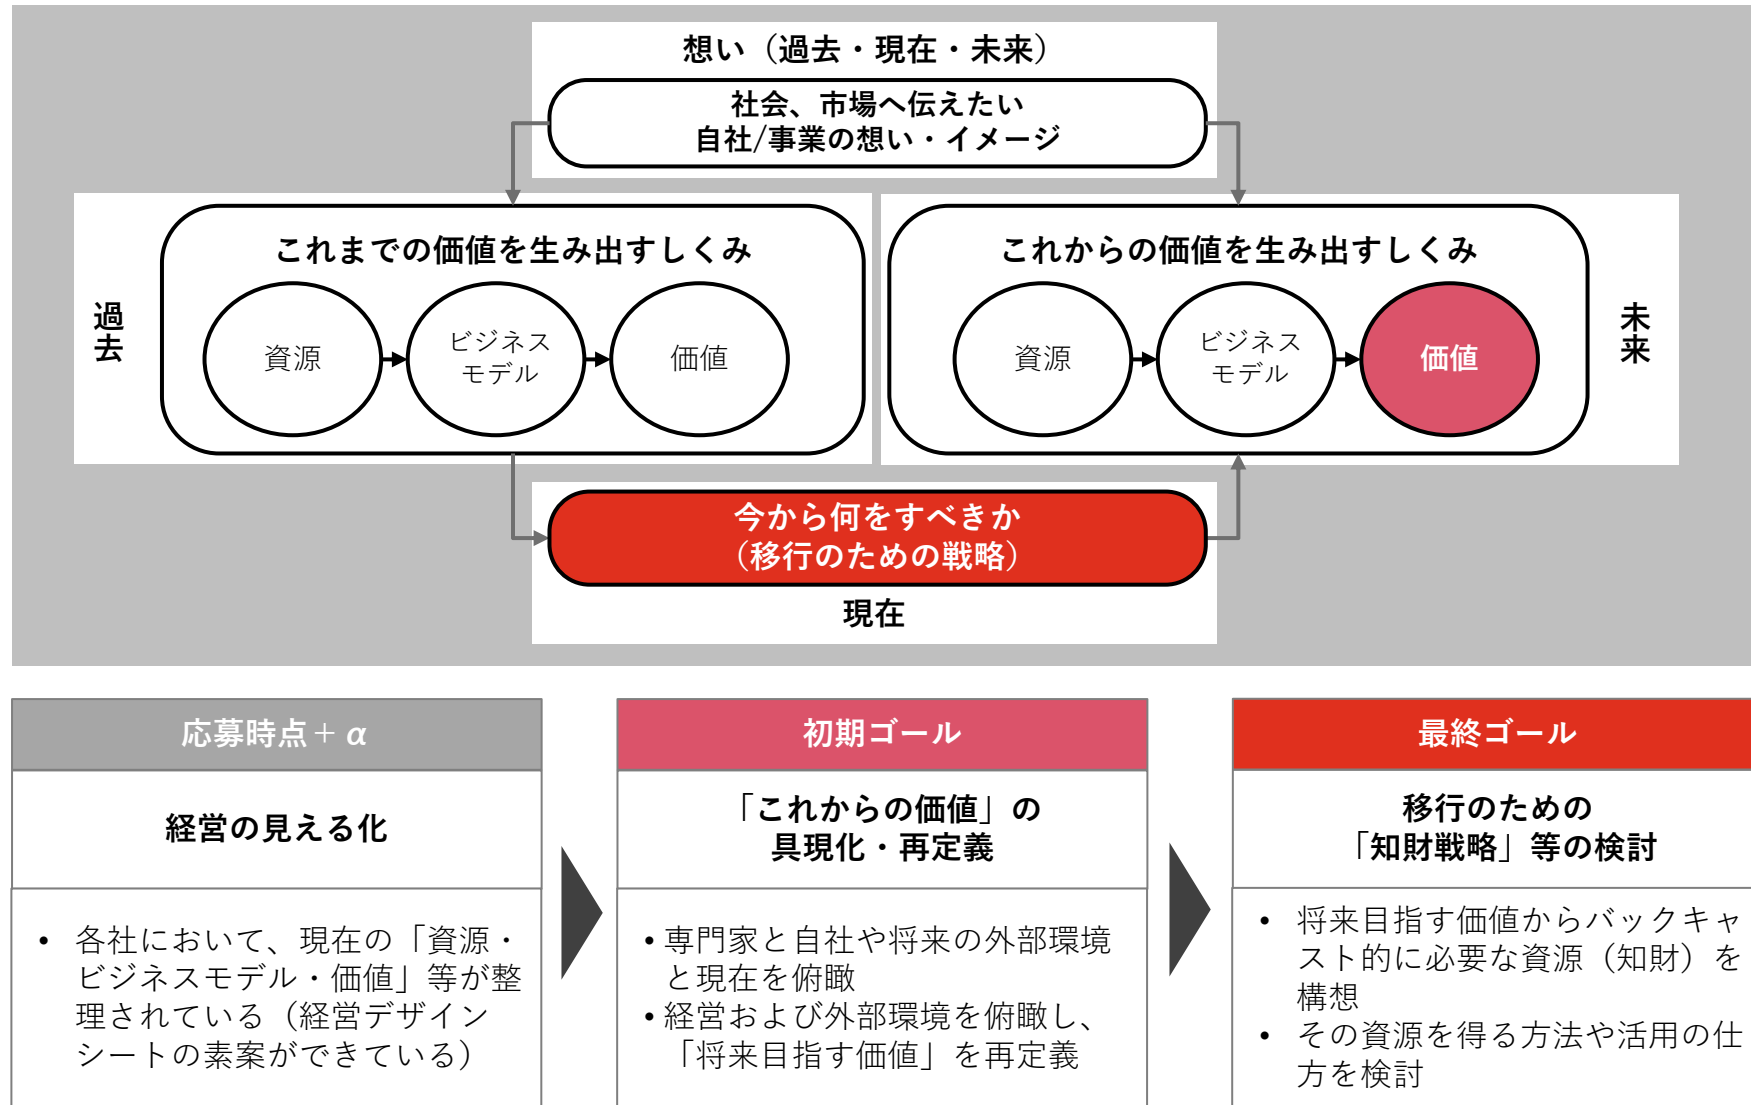 想い（過去・現在・未来）
社会、市場へ伝えたい
自社/事業の想い・イメージ
過去
これまでの価値を生み出すしくみ
資源
ビジネス
モデル
価値
これからの価値を生み出すしくみ
資源
ビジネス
モデル
価値
未来
今から何をすべきか
（移行のための戦略）
現在
応募時点＋α
経営の見える化
• 各社において、現在の「資源・
ビジネスモデル・価値」等が整
理されている（経営デザイン
シートの素案ができている）
初期ゴール
「これからの価値」の
具現化・再定義
• 専門家と自社や将来の外部環境
と現在を俯瞰
• 経営および外部環境を俯瞰し、
「将来目指す価値」を再定義
最終ゴール
移行のための
「知財戦略」等の検討
• 将来目指す価値からバックキャ
スト的に必要な資源（知財）を
構想
• その資源を得る方法や活用の仕
方を検討